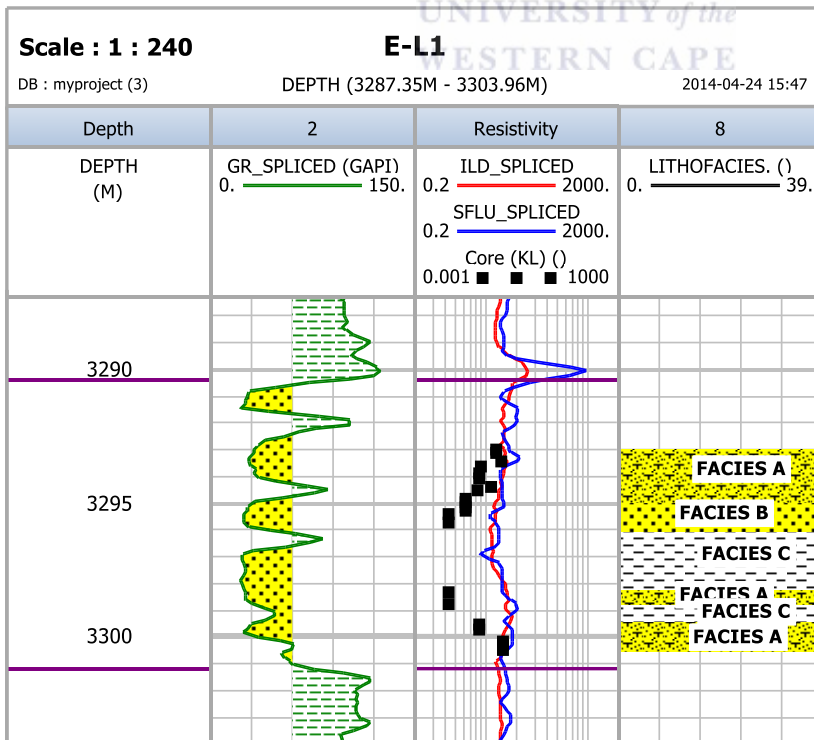 UNIVERSITY of the
WESTERN CAPE
Scale : 1 : 240
E-L1
DB : myproject (3)
DEPTH (3287.35M - 3303.96M)
2014-04-24 15:47
Depth
2
Resistivity
8
DEPTH
(M)
GR_SPLICED (GAPI)
0. 150.
ILD_SPLICED
0.2 2000.
SFLU_SPLICED
0.2 2000.
Core (KL) ()
0.001 1000
LITHOFACIES. ()
0. 39.
3290
3295
3300
FACIES A
FACIES B
FACIES C
FACIES A
FACIES C
FACIES A